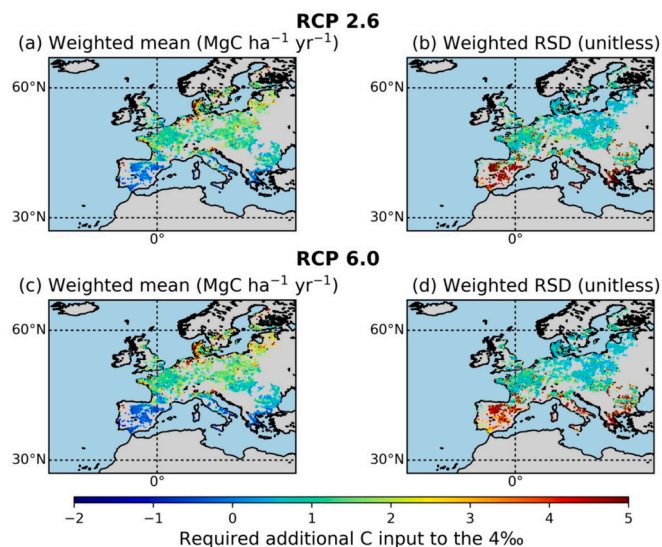 RCP 2.6
(a) Weighted mean (MgC ha⁻¹ yr⁻¹)
(b) Weighted RSD (unitless)
60°N
60°N
30°N
30°N
0°
0°
RCP 6.0
(c) Weighted mean (MgC ha⁻¹ yr⁻¹)
(d) Weighted RSD (unitless)
60°N
60°N
30°N
30°N
0°
0°
−2 −1 0 1 2 3 4 5
Required additional C input to the 4‰